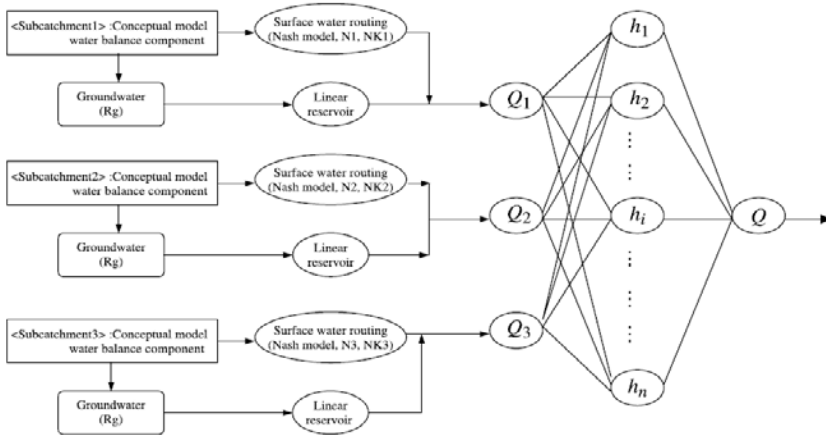 <Subcatchment1> :Conceptual model
water balance component
Surface water routing
(Nash model, N1, NK1)
Groundwater
(Rg)
Linear
reservoir
<Subcatchment2> :Conceptual model
water balance component
Surface water routing
(Nash model, N2, NK2)
Groundwater
(Rg)
Linear
reservoir
<Subcatchment3> :Conceptual model
water balance component
Surface water routing
(Nash model, N3, NK3)
Groundwater
(Rg)
Linear
reservoir
Q1
Q2
Q3
h1
h2
hi
hn
Q